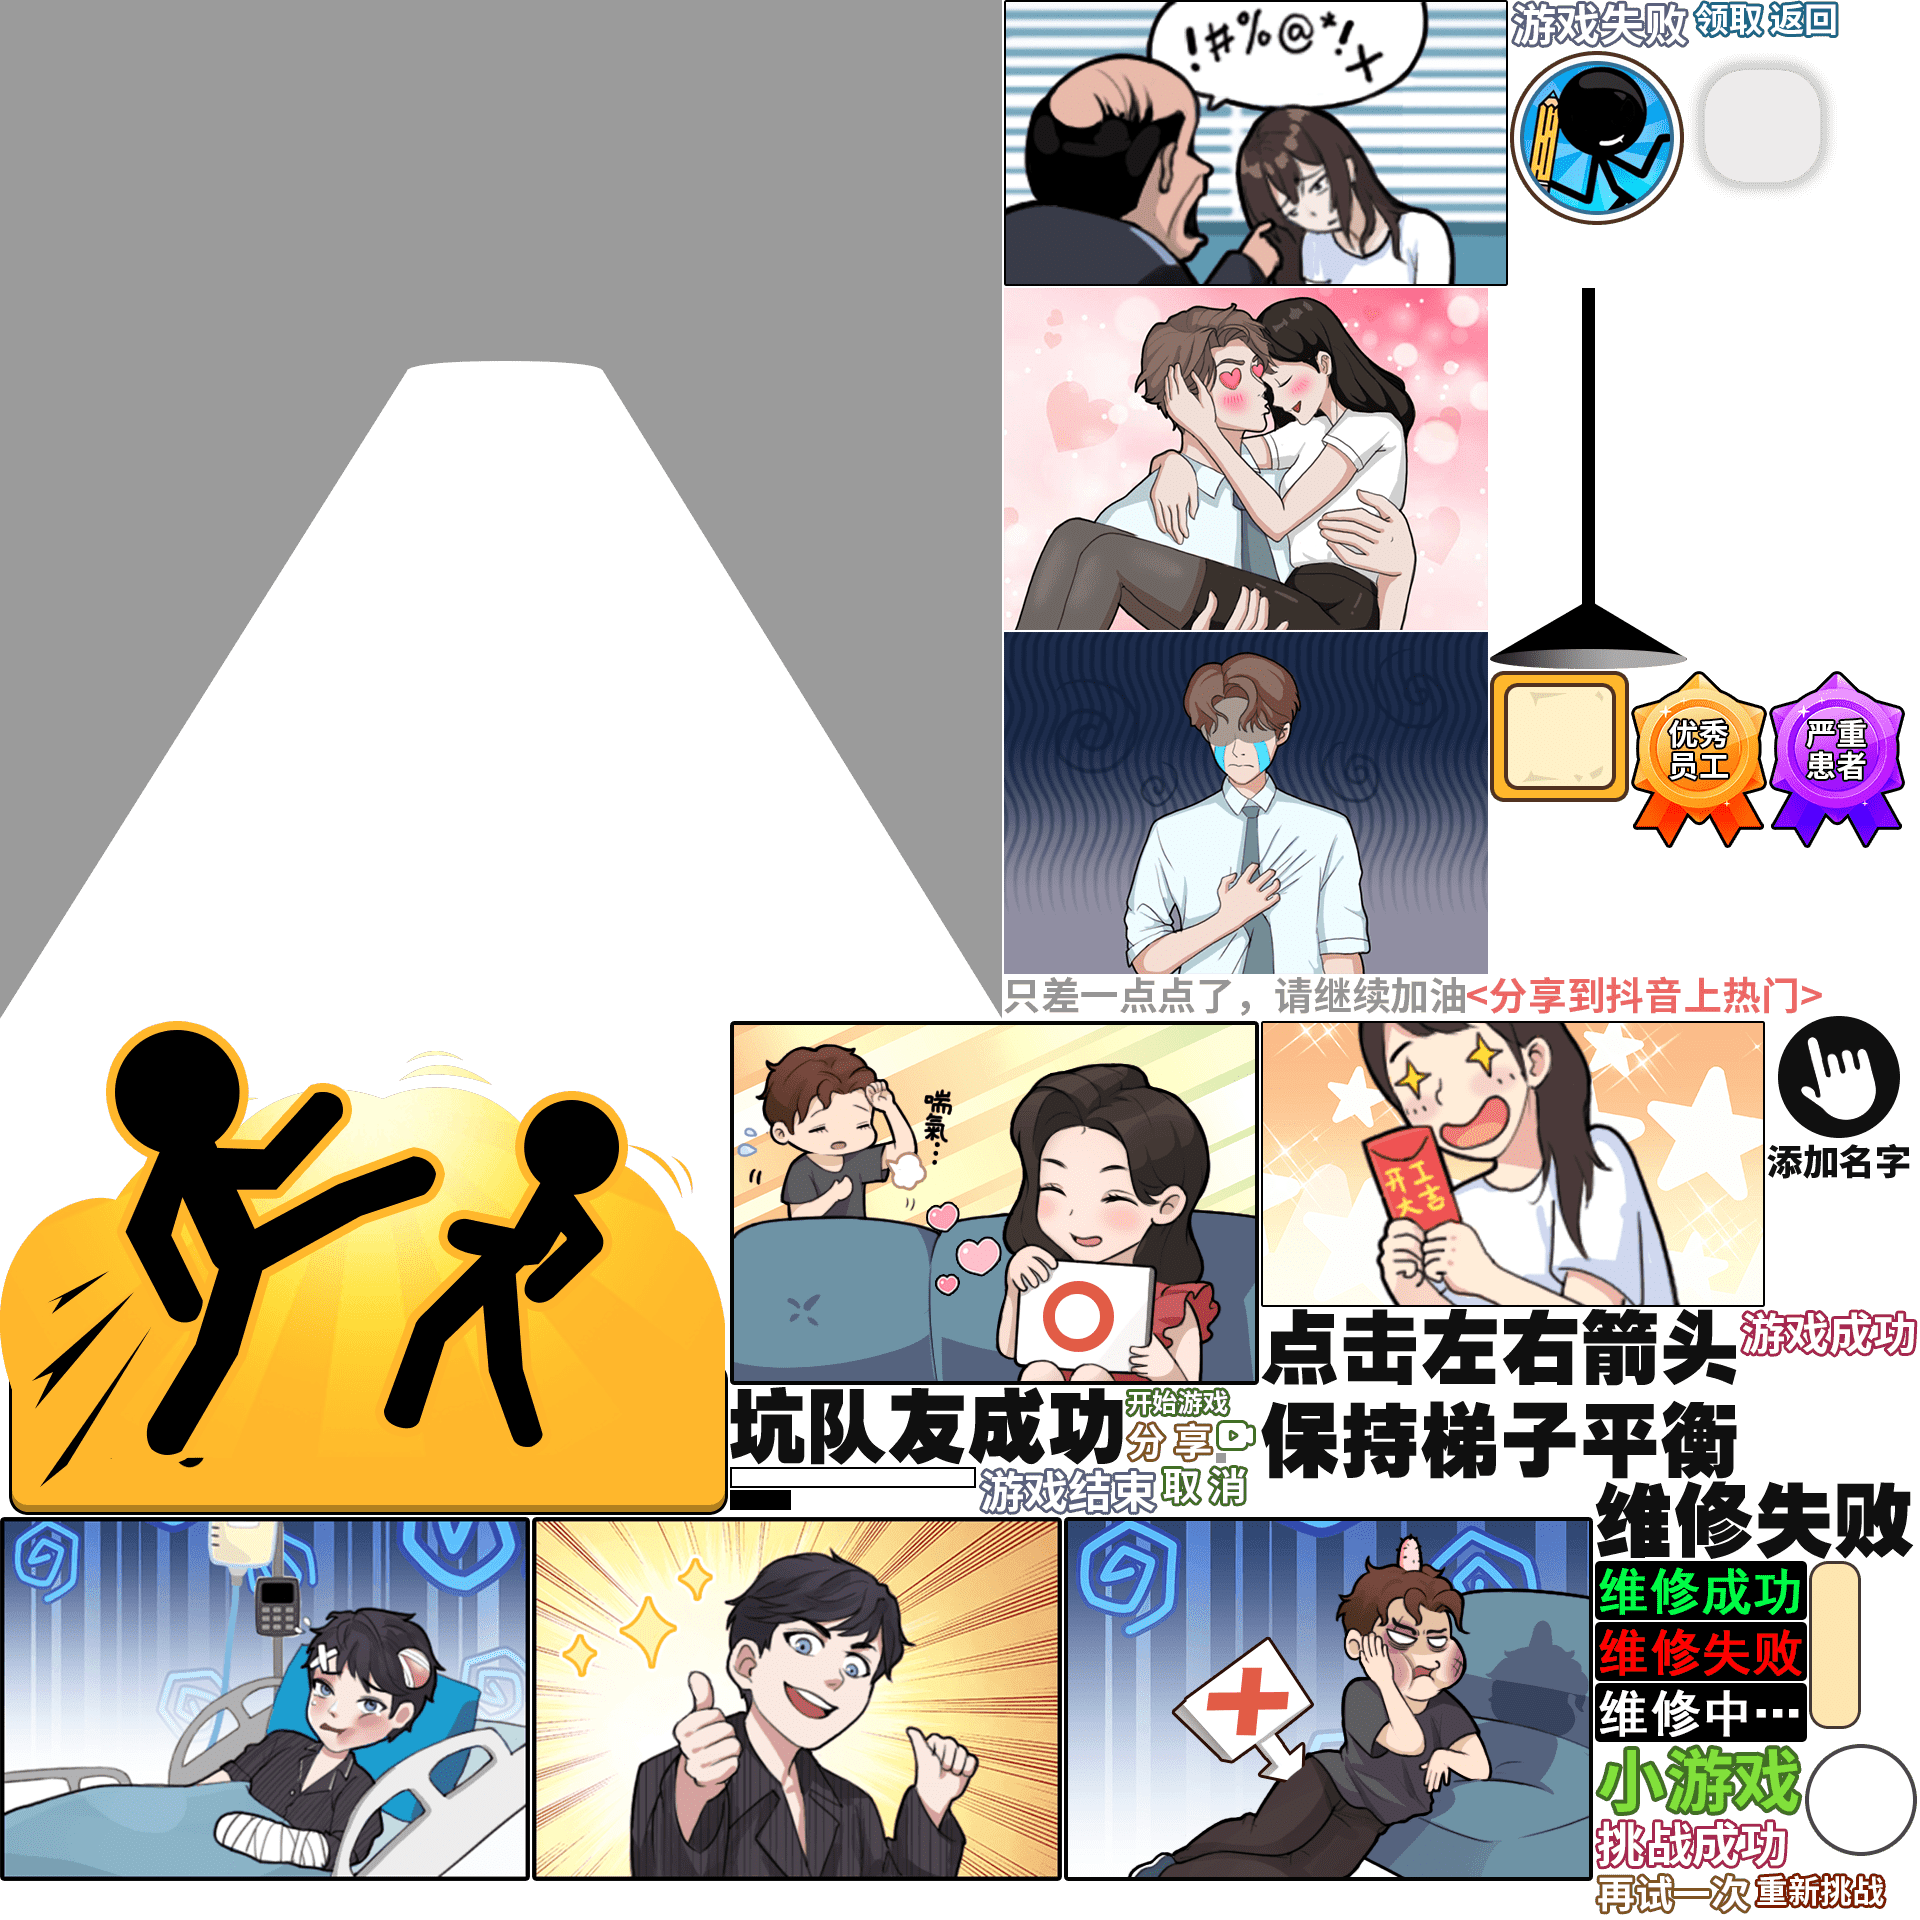 !#%@*!
游戏失败
领取
返回
优秀
员工
严重
患者
只差一点点了，请继续加油
<分享到抖音上热门>
喘
氣…
开工
大吉
添加名字
点击左右箭头
保持梯子平衡
游戏成功
坑队友成功
开始游戏
分享
游戏结束
取消
维修失败
维修成功
维修失败
维修中…
小游戏
挑战成功
再试一次
重新挑战